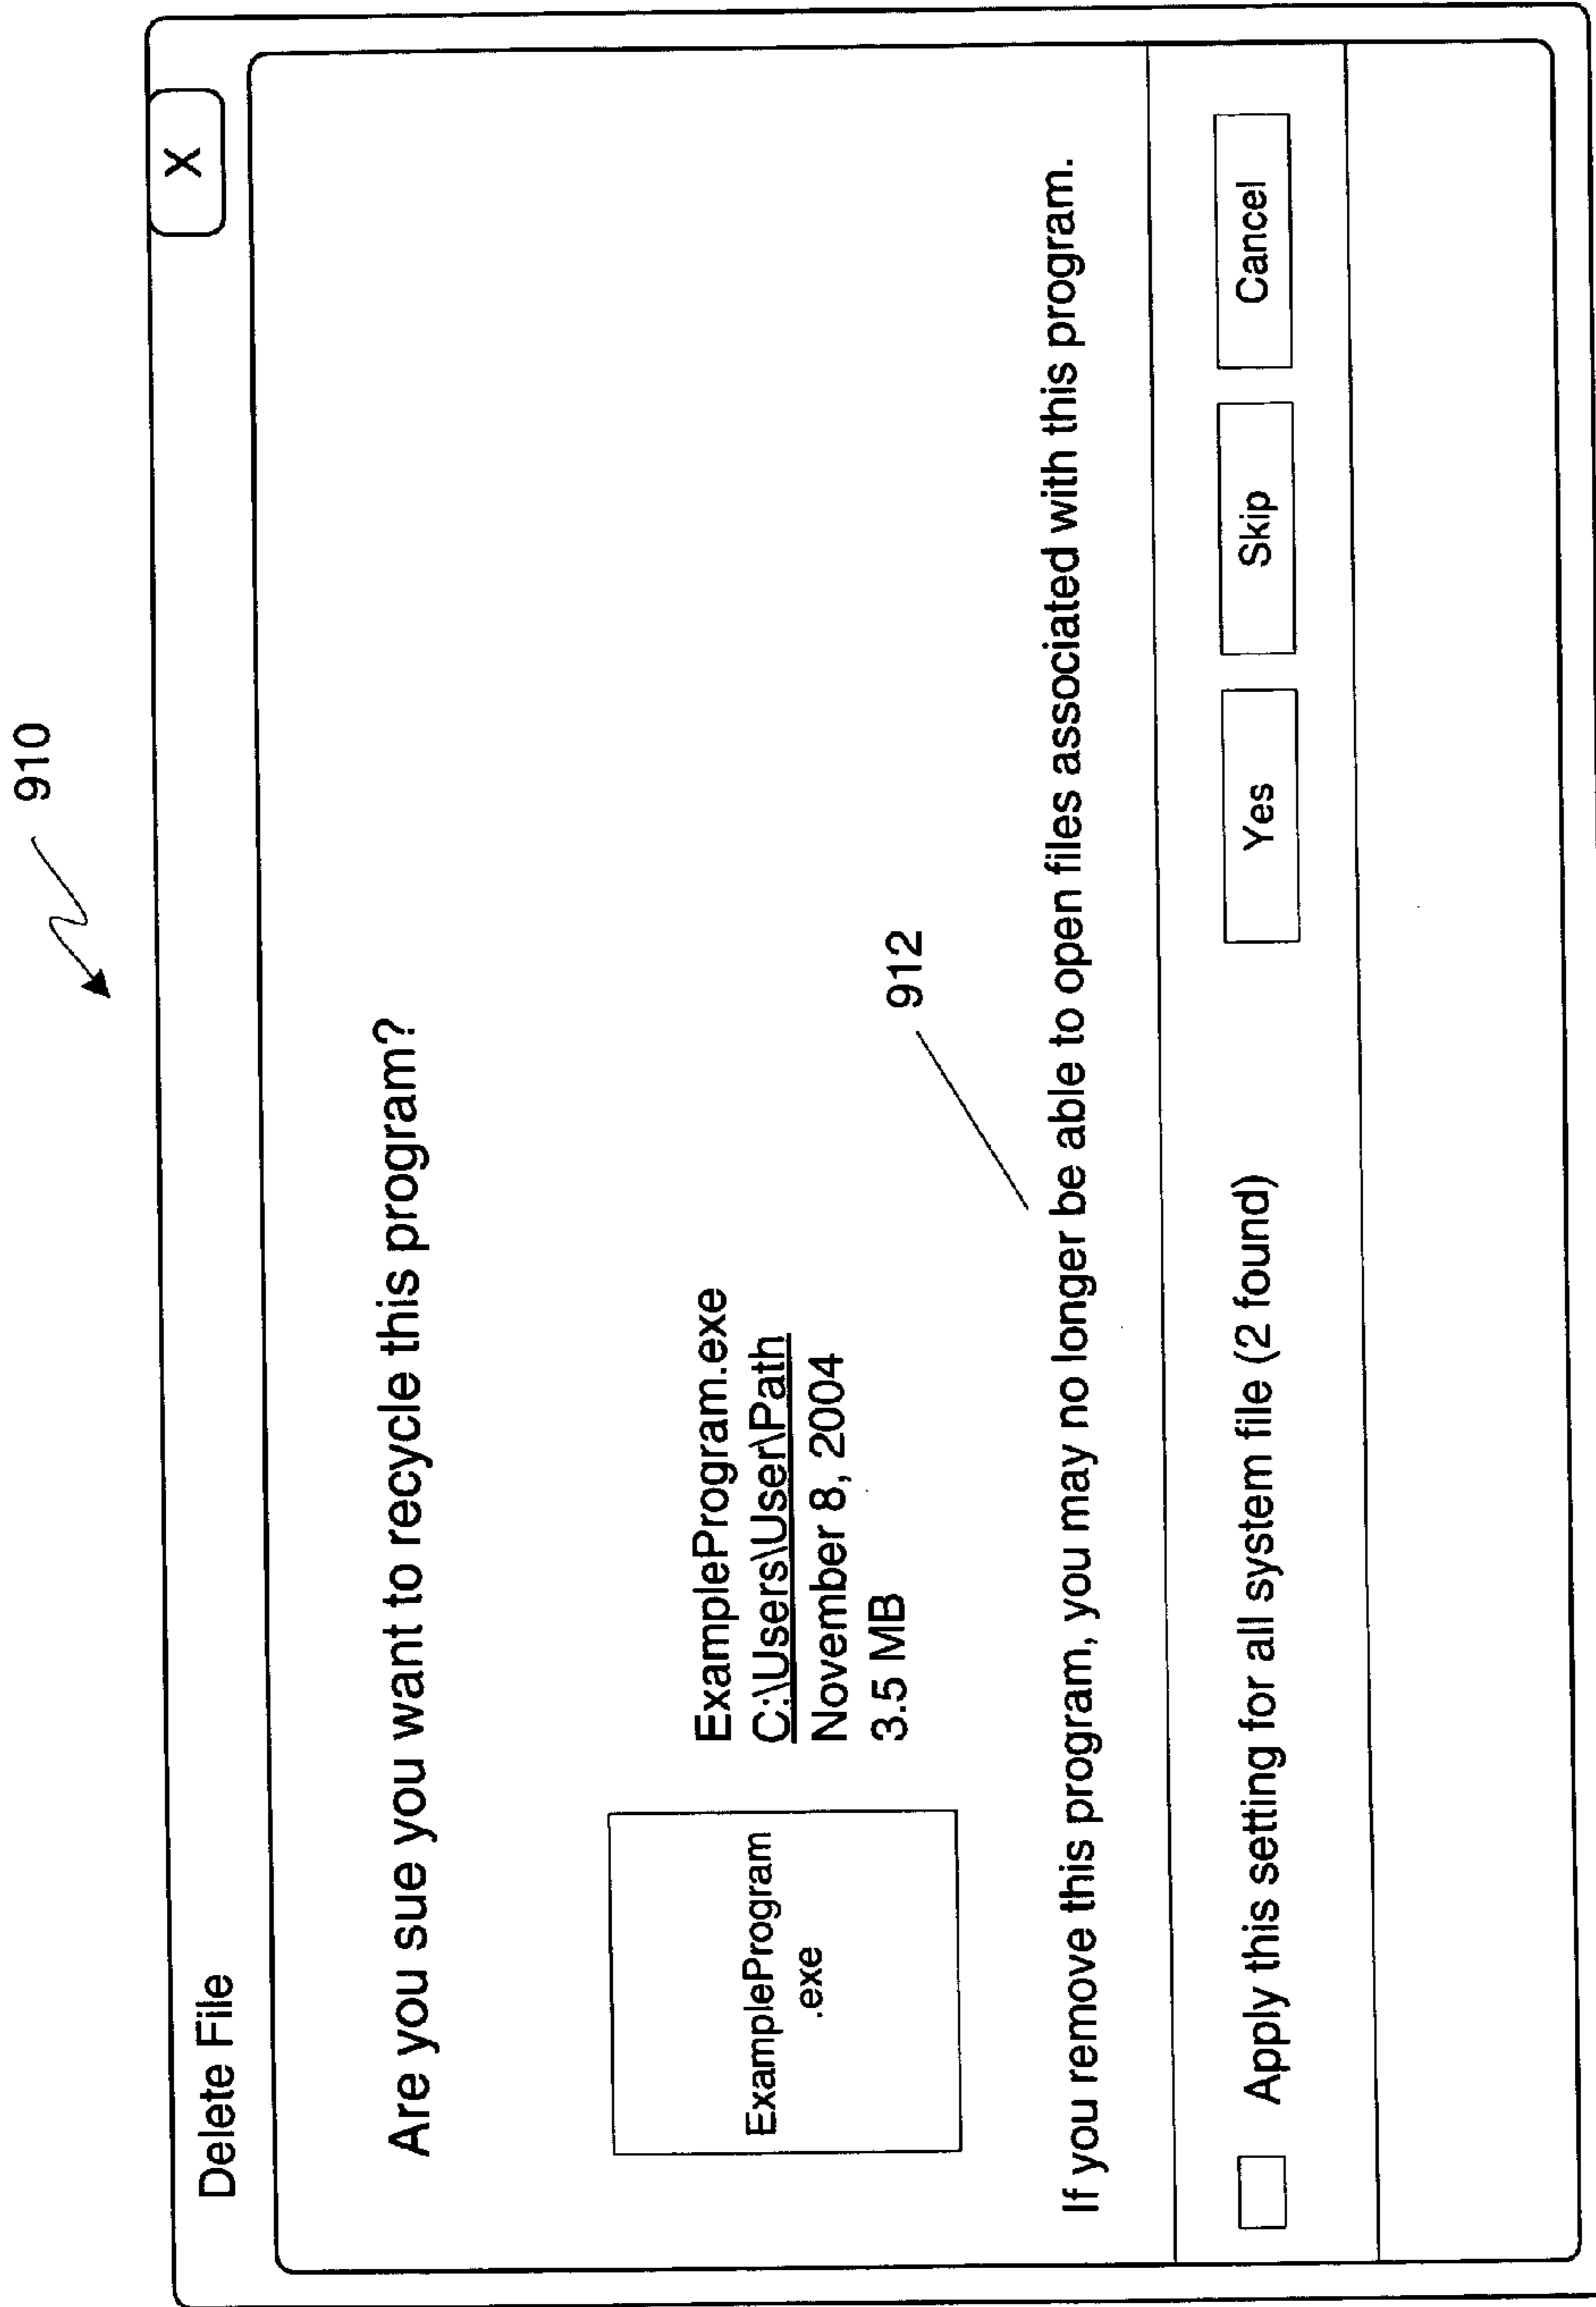 910
Delete File
X
Are you sue you want to recycle this program?
ExampleProgram
.exe
ExampleProgram.exe
C:\Users\User\Path
November 8, 2004
3.5 MB
912
If you remove this program, you may no longer be able to open files associated with this program.
Apply this setting for all system file (2 found)
Yes
Skip
Cancel